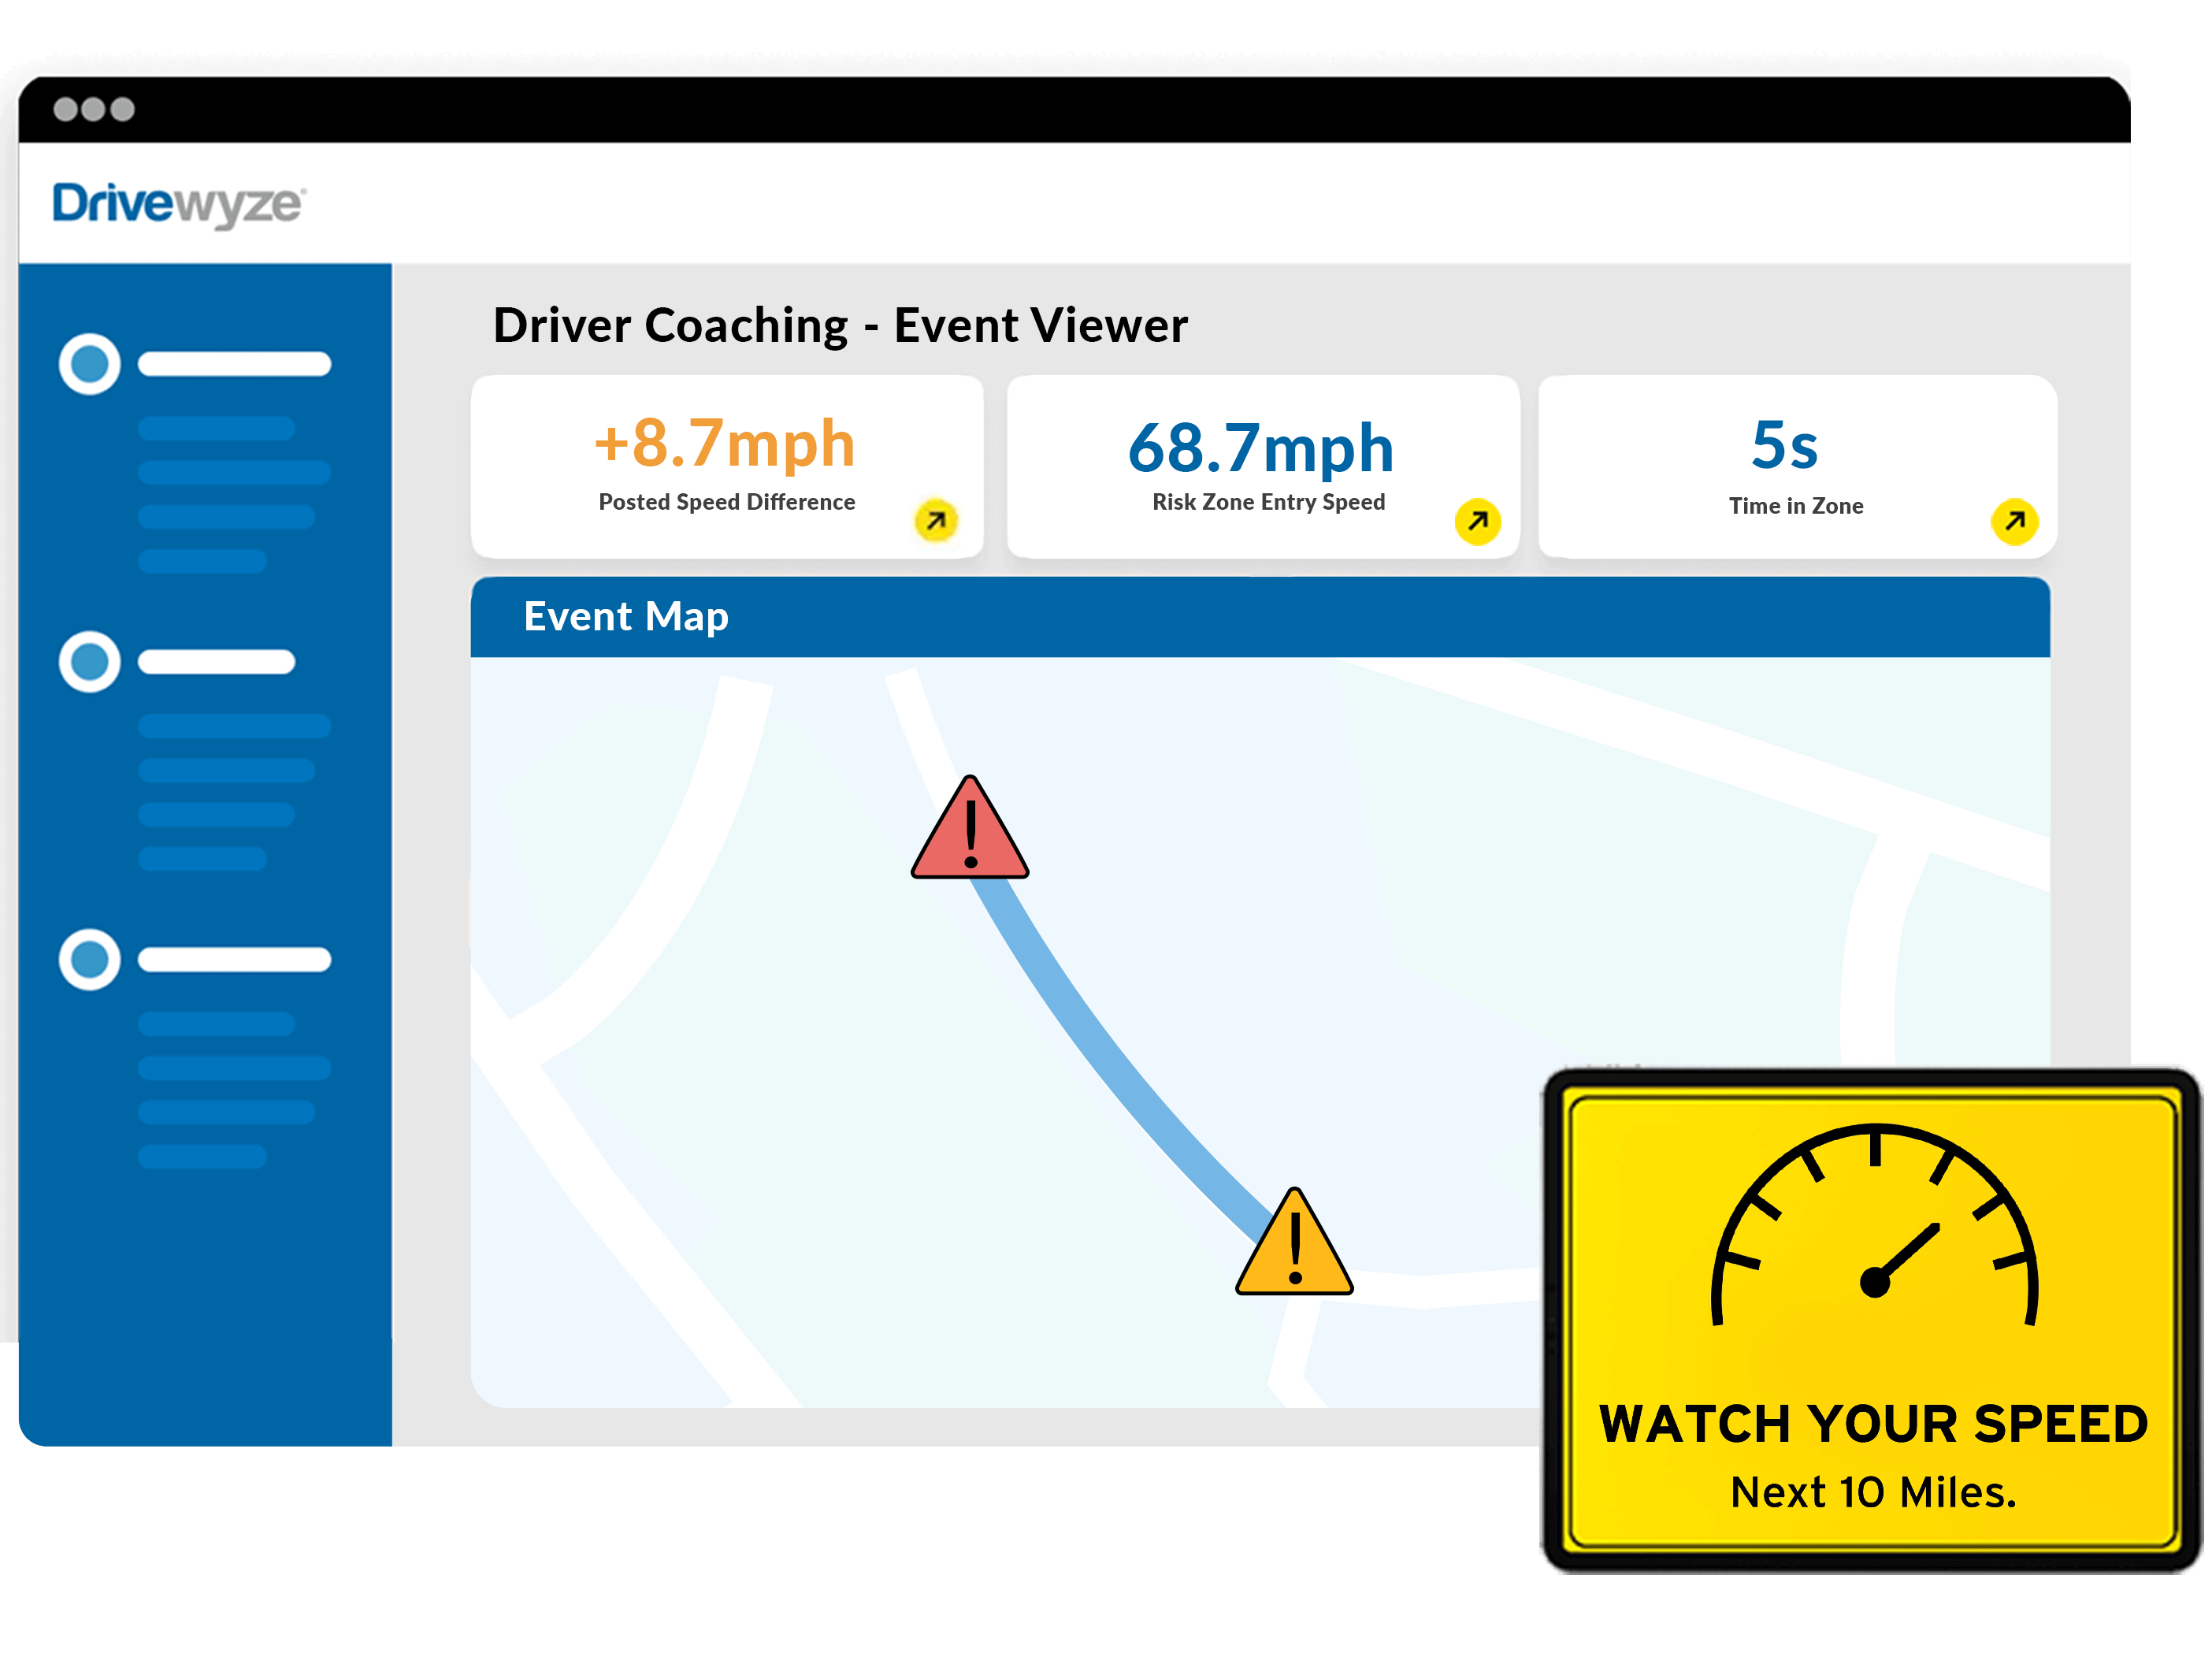 Drivewyze®
Driver Coaching - Event Viewer
+8.7mph
Posted Speed Difference
68.7mph
Risk Zone Entry Speed
5s
Time in Zone
Event Map
WATCH YOUR SPEED
Next 10 Miles.